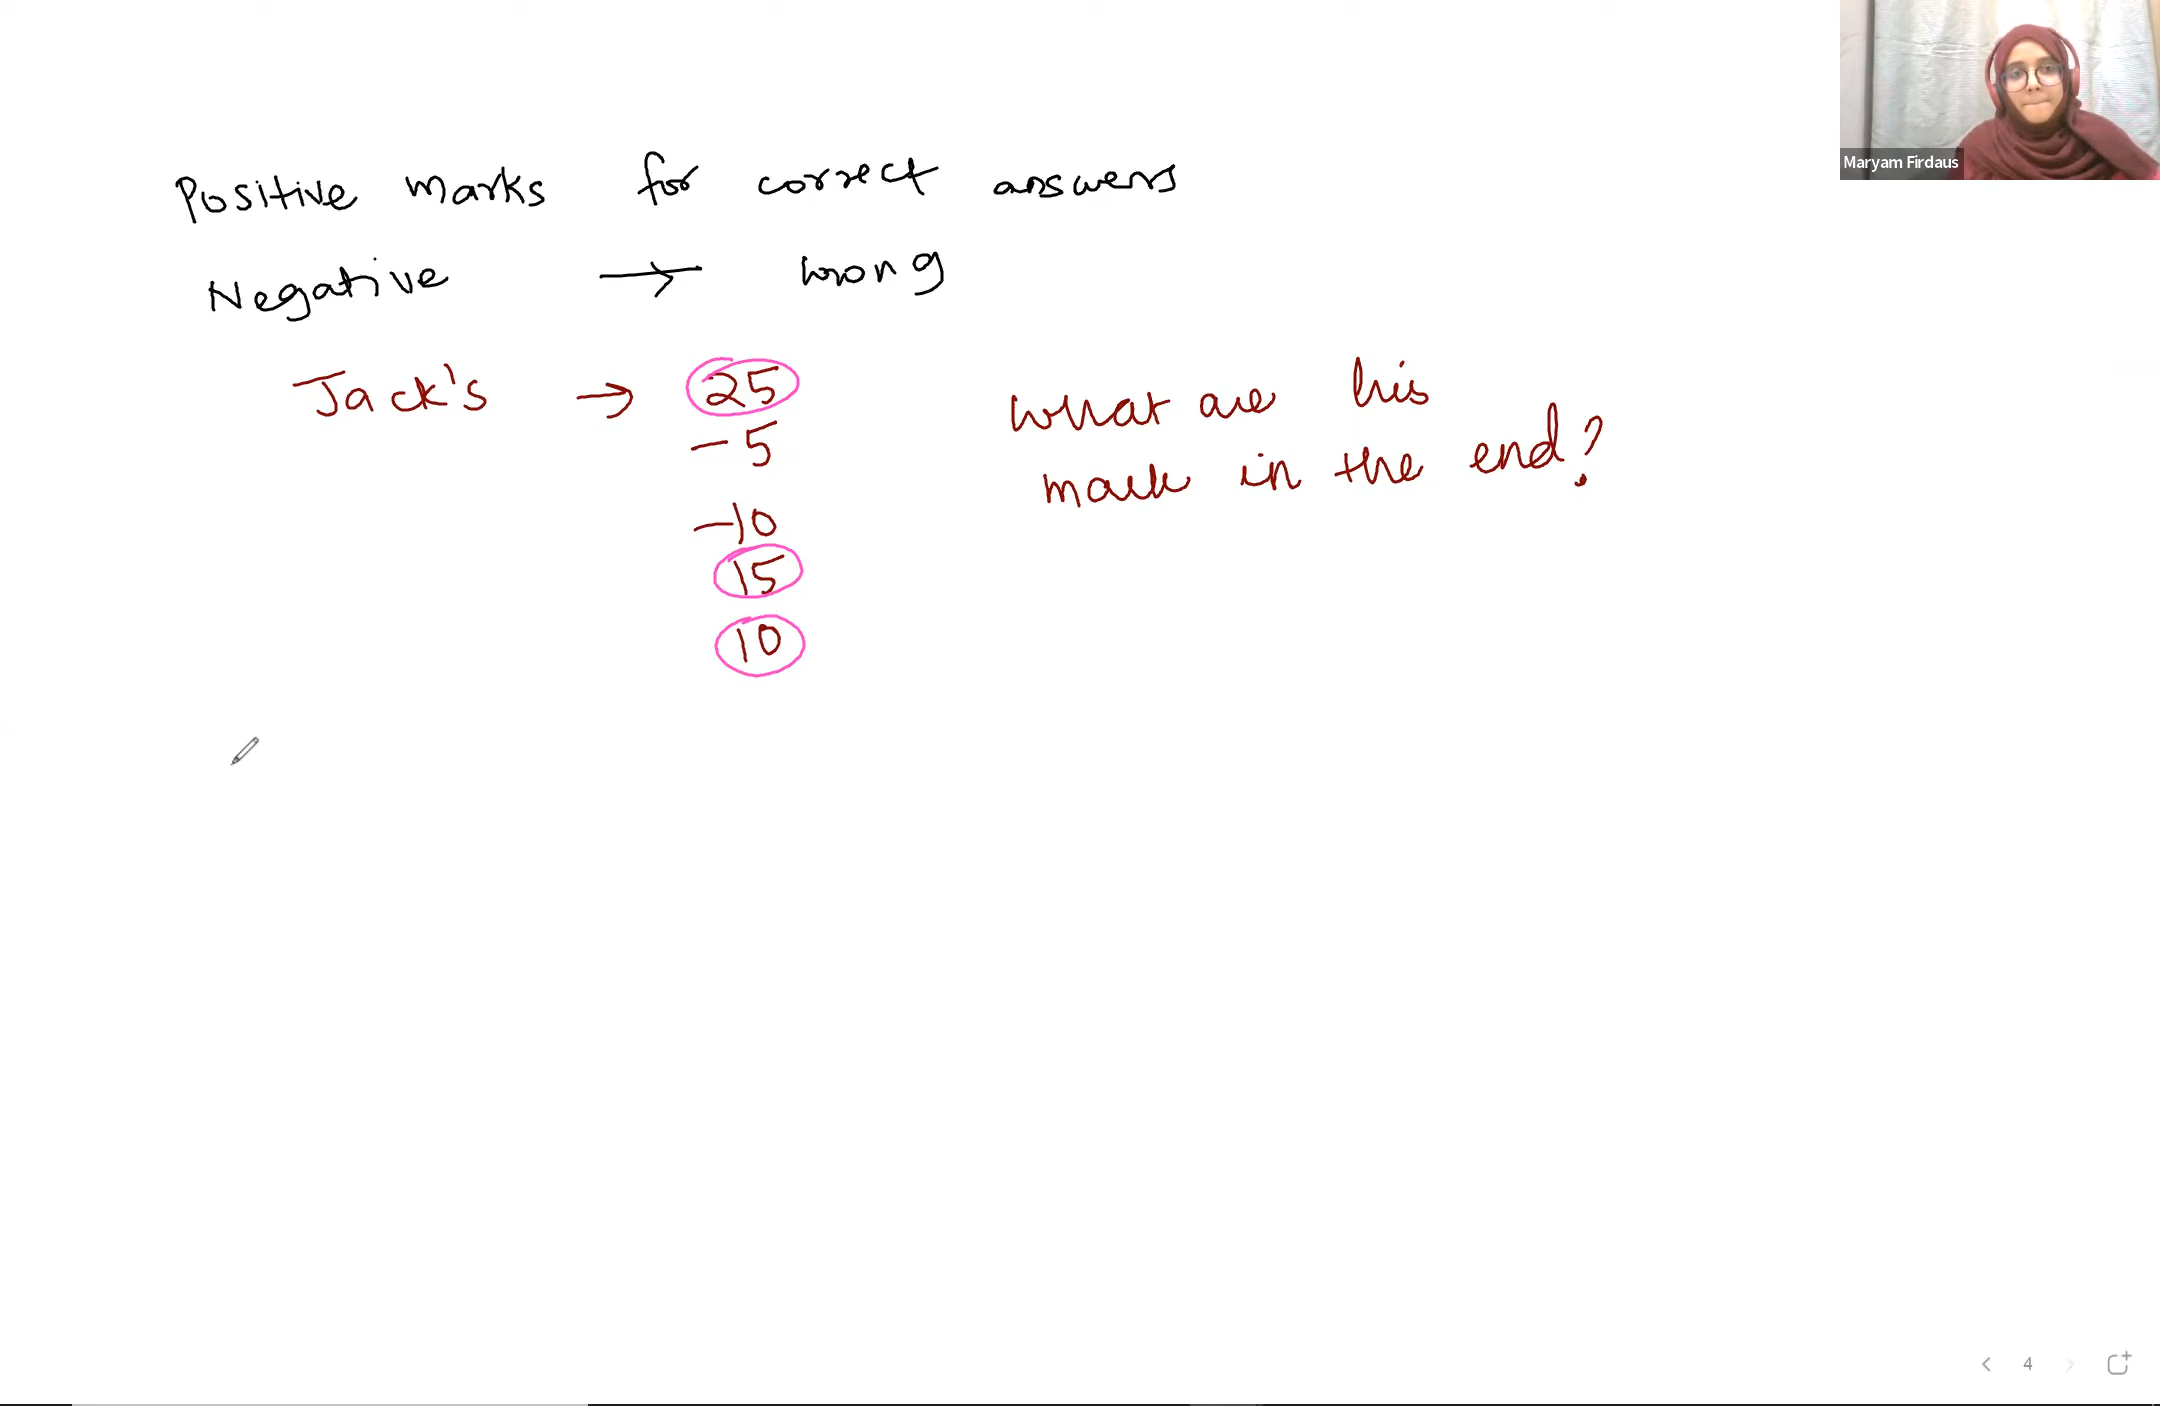 Maryam Firdaus
Positive marks for correct answers
Negative → wrong
Jack's → 25
-5
-10
15
10
what are his
mark in the end?
4